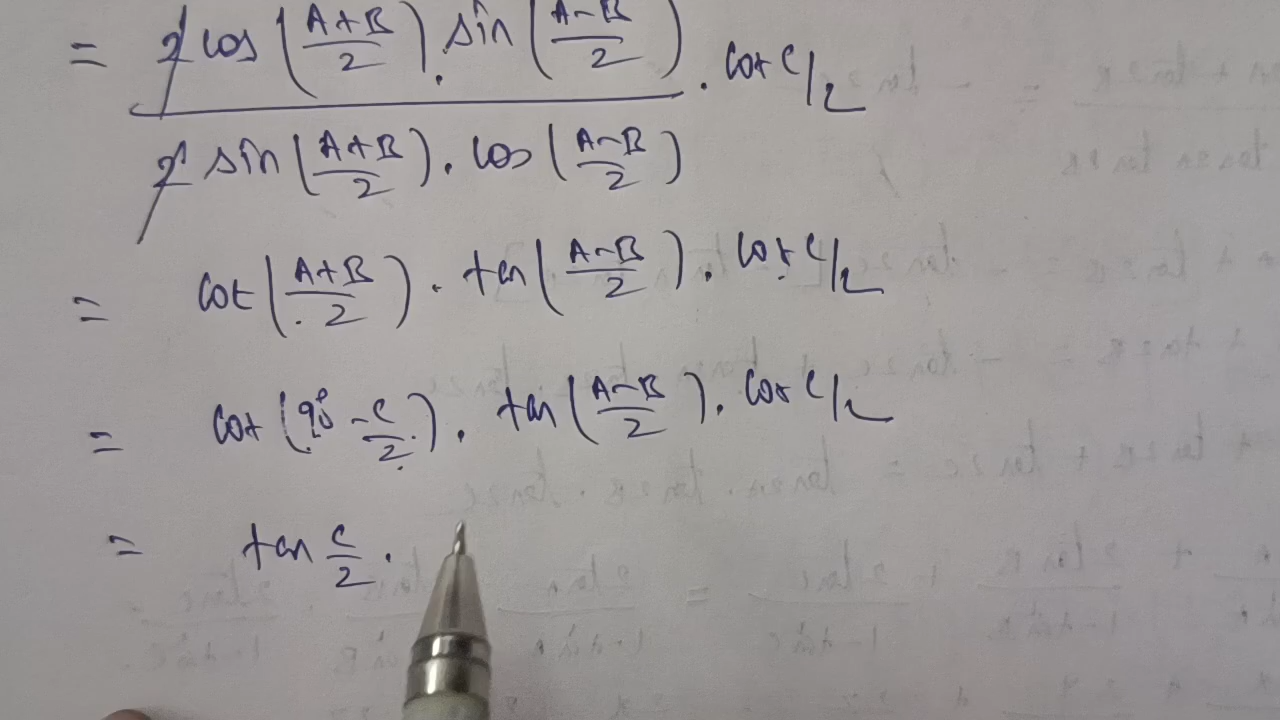 = 2 cos (A+B/2) . sin (A-B/2) / 2 sin (A+B/2) . cos (A-B/2) . cot C/2
= cot (A+B/2) . tan (A-B/2) . cot C/2
= cot (90° - C/2) . tan (A-B/2) . cot C/2
= tan C/2 .